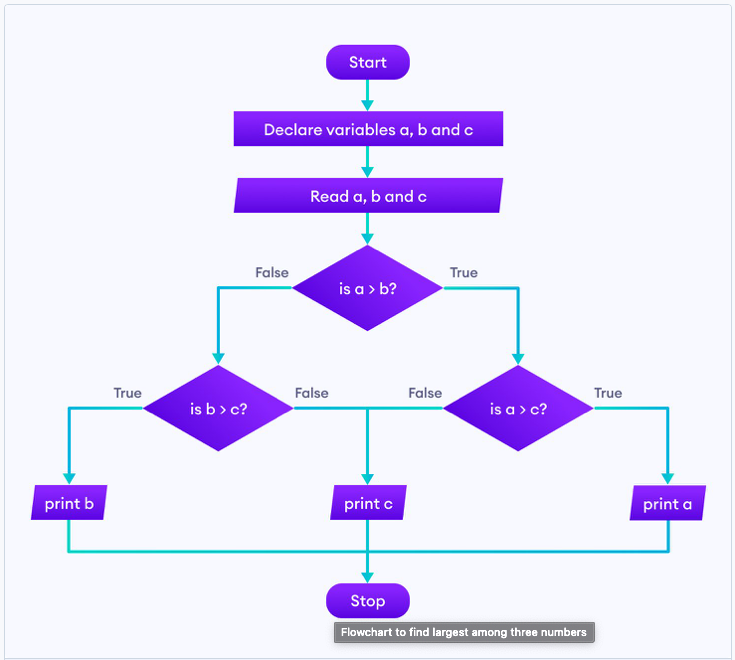 Start
Declare variables a, b and c
Read a, b and c
False
True
is a > b?
True
False
False
True
is b > c?
is a > c?
print b
print c
print a
Stop
Flowchart to find largest among three numbers